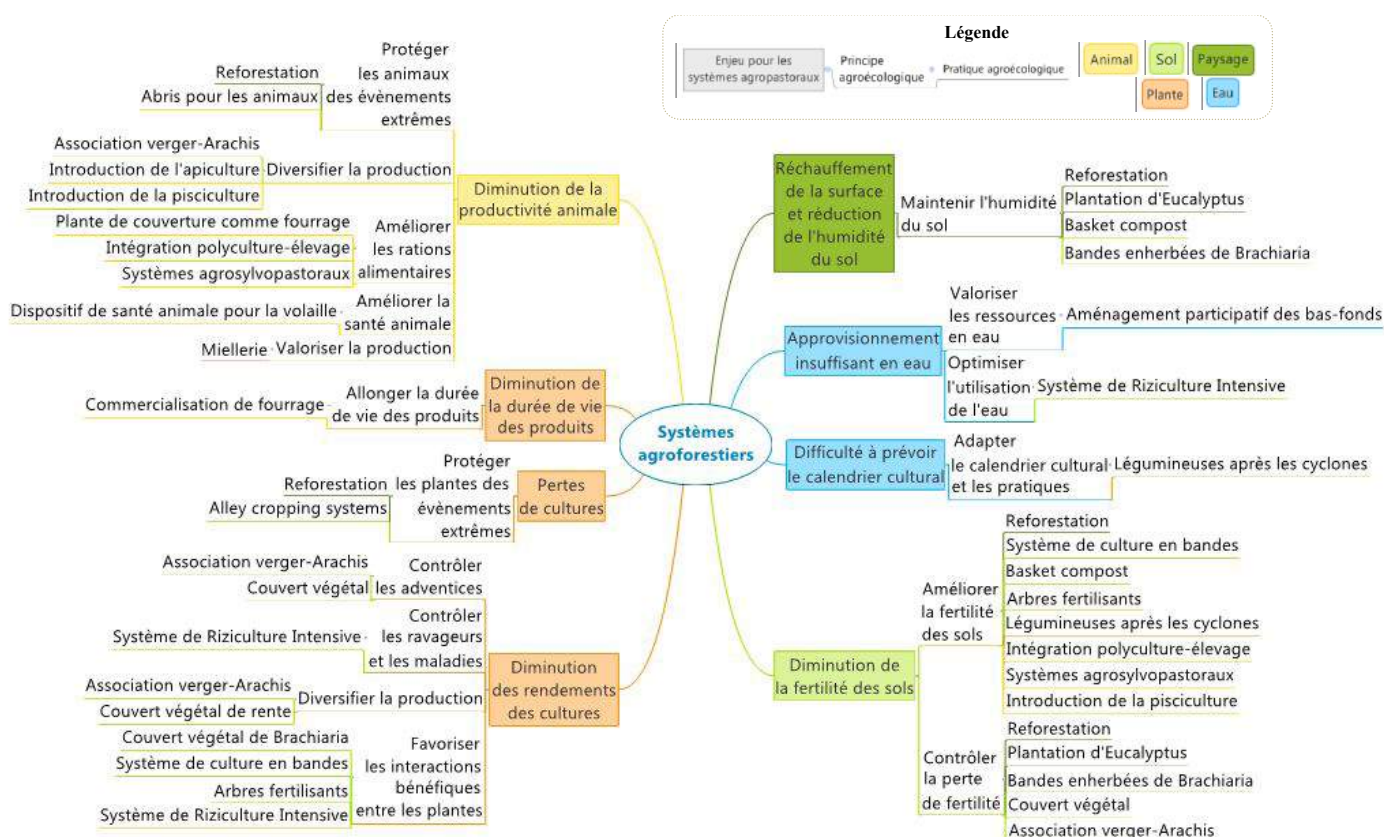 Légende
Enjeu pour les
systèmes agropastoraux
Principe
agroécologique
Pratique agroécologique
Animal
Sol
Paysage
Plante
Eau
Systèmes
agroforestiers
Diminution de la
productivité animale
Protéger
les animaux
des évènements
extrêmes
Reforestation
Abris pour les animaux
Diversifier la production
Association verger-Arachis
Introduction de l'apiculture
Introduction de la pisciculture
Améliorer
les rations
alimentaires
Plante de couverture comme fourrage
Intégration polyculture-élevage
Systèmes agrosylvopastoraux
Améliorer la
santé animale
Dispositif de santé animale pour la volaille
Valoriser la production
Miellerie
Diminution de
la durée de vie
des produits
Allonger la durée
de vie des produits
Commercialisation de fourrage
Pertes
de cultures
Protéger
les plantes des
évènements
extrêmes
Reforestation
Alley cropping systems
Diminution
des rendements
des cultures
Contrôler
les adventices
Association verger-Arachis
Couvert végétal
Contrôler
les ravageurs
et les maladies
Système de Riziculture Intensive
Diversifier la production
Association verger-Arachis
Couvert végétal de rente
Favoriser
les interactions
bénéfiques
entre les plantes
Couvert végétal de Brachiaria
Système de culture en bandes
Arbres fertilisants
Système de Riziculture Intensive
Réchauffement
de la surface
et réduction
de l'humidité
du sol
Maintenir l'humidité
du sol
Reforestation
Plantation d'Eucalyptus
Basket compost
Bandes enherbées de Brachiaria
Approvisionnement
insuffisant en eau
Valoriser
les ressources
en eau
Aménagement participatif des bas-fonds
Optimiser
l'utilisation
de l'eau
Système de Riziculture Intensive
Difficulté à prévoir
le calendrier cultural
Adapter
le calendrier cultural
et les pratiques
Légumineuses après les cyclones
Diminution de
la fertilité des sols
Améliorer
la fertilité
des sols
Reforestation
Système de culture en bandes
Basket compost
Arbres fertilisants
Légumineuses après les cyclones
Intégration polyculture-élevage
Systèmes agrosylvopastoraux
Introduction de la pisciculture
Contrôler
la perte
de fertilité
Reforestation
Plantation d'Eucalyptus
Bandes enherbées de Brachiaria
Couvert végétal
Association verger-Arachis